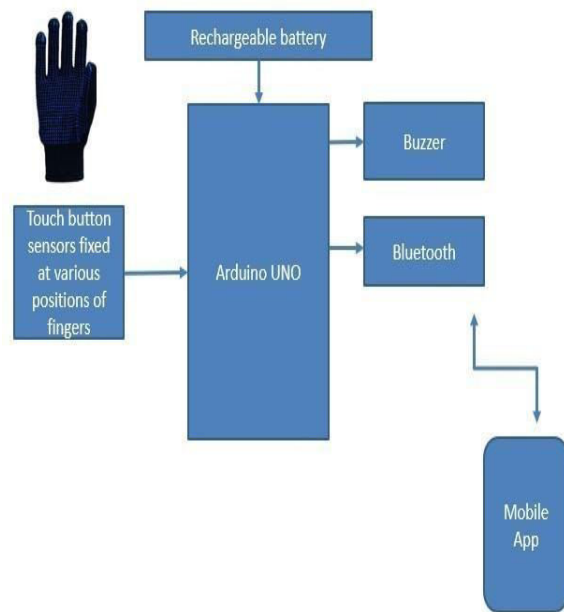 Rechargeable battery
Buzzer
Touch button
sensors fixed
at various
positions of
fingers
Arduino UNO
Bluetooth
Mobile
App